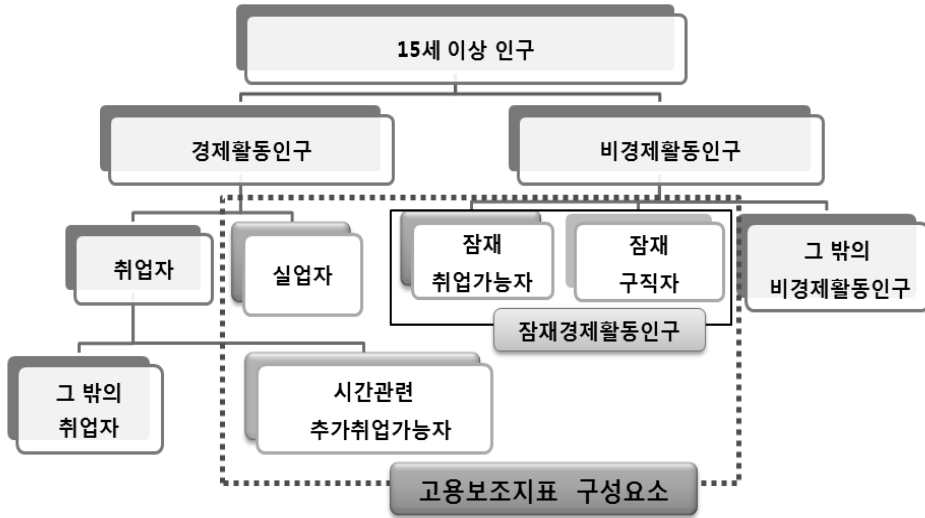 15세 이상 인구
경제활동인구
비경제활동인구
취업자
실업자
잠재
취업가능자
잠재
구직자
그 밖의
비경제활동인구
잠재경제활동인구
그 밖의
취업자
시간관련
추가취업가능자
고용보조지표 구성요소